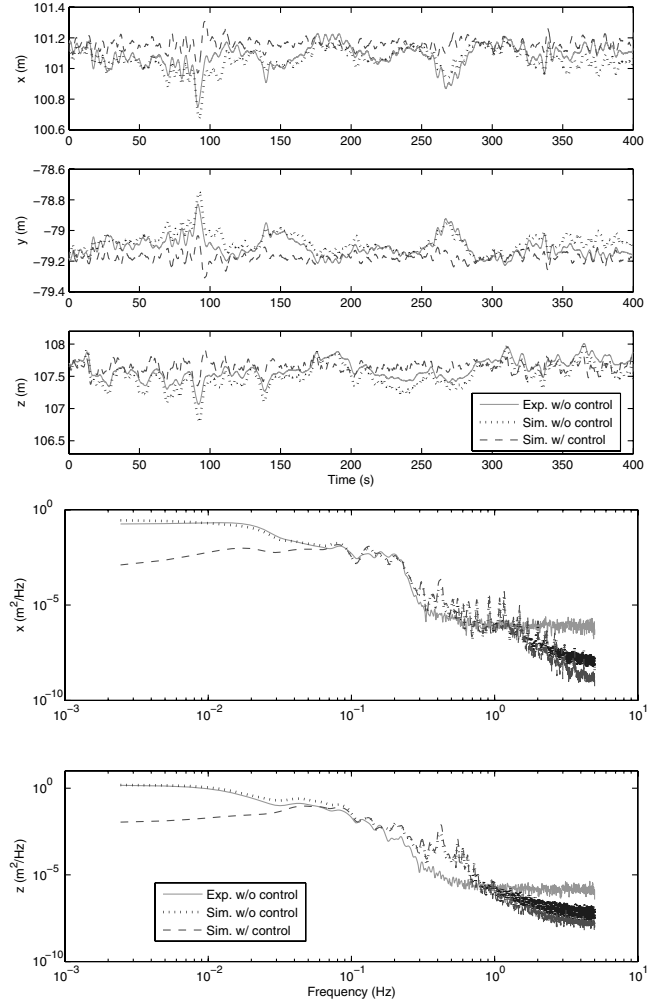 101.4
101.2
101
100.8
100.6
x (m)
0 50 100 150 200 250 300 350 400
-78.6
-78.8
-79
-79.2
-79.4
y (m)
0 50 100 150 200 250 300 350 400
108
107.5
107
106.5
z (m)
Exp. w/o control
Sim. w/o control
Sim. w/ control
0 50 100 150 200 250 300 350 400
Time (s)
10^0
10^-5
10^-10
x (m^2/Hz)
10^-3 10^-2 10^-1 10^0 10^1
10^0
10^-5
10^-10
z (m^2/Hz)
Exp. w/o control
Sim. w/o control
Sim. w/ control
10^-3 10^-2 10^-1 10^0 10^1
Frequency (Hz)